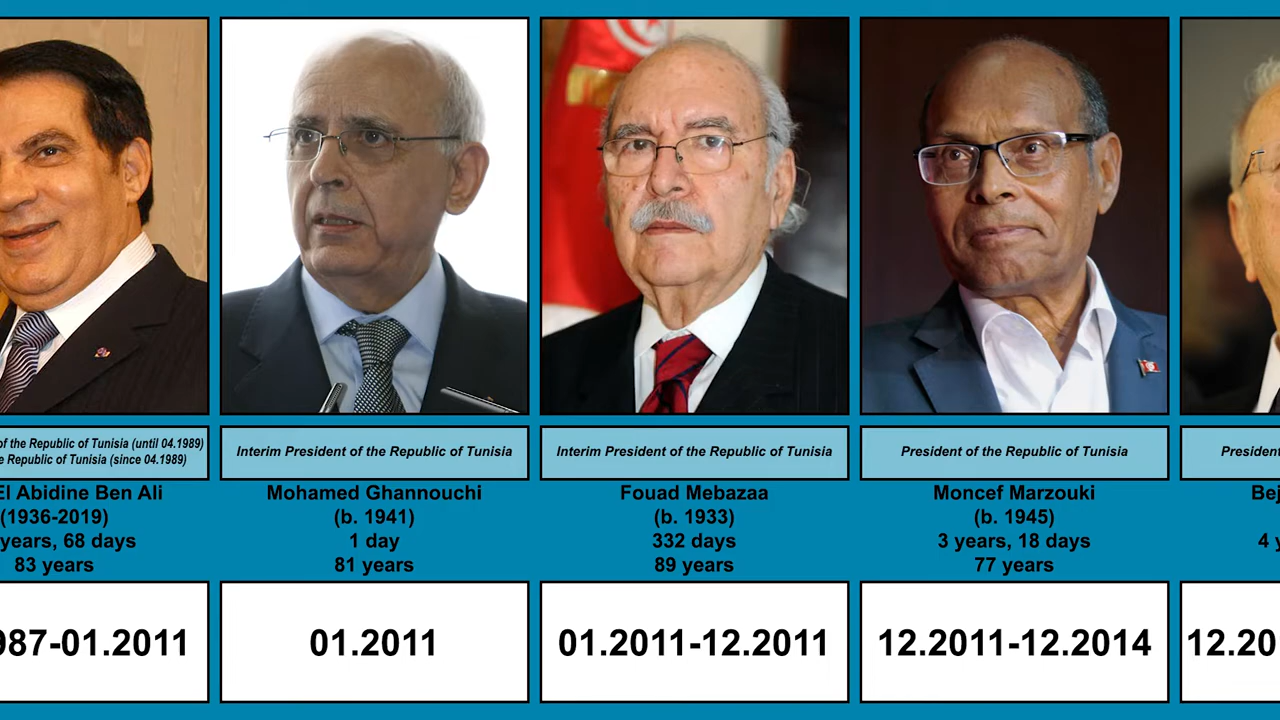 of the Republic of Tunisia (until 04.1989)
Republic of Tunisia (since 04.1989)
El Abidine Ben Ali
(1936-2019)
years, 68 days
83 years
987-01.2011
Interim President of the Republic of Tunisia
Mohamed Ghannouchi
(b. 1941)
1 day
81 years
01.2011
Interim President of the Republic of Tunisia
Fouad Mebazaa
(b. 1933)
332 days
89 years
01.2011-12.2011
President of the Republic of Tunisia
Moncef Marzouki
(b. 1945)
3 years, 18 days
77 years
12.2011-12.2014
President
Bej
4 y
12.20